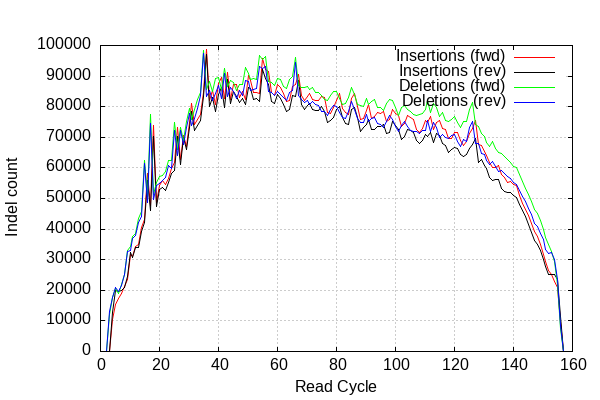 100000
90000
80000
70000
60000
50000
40000
30000
20000
10000
0
Indel count
Insertions (fwd)
Insertions (rev)
Deletions (fwd)
Deletions (rev)
0 20 40 60 80 100 120 140 160
Read Cycle